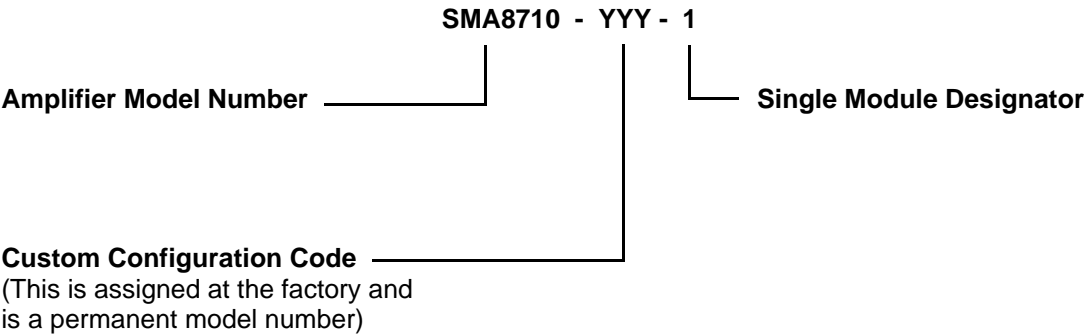 SMA8710 - YYY - 1
Amplifier Model Number
Single Module Designator
Custom Configuration Code
(This is assigned at the factory and
is a permanent model number)